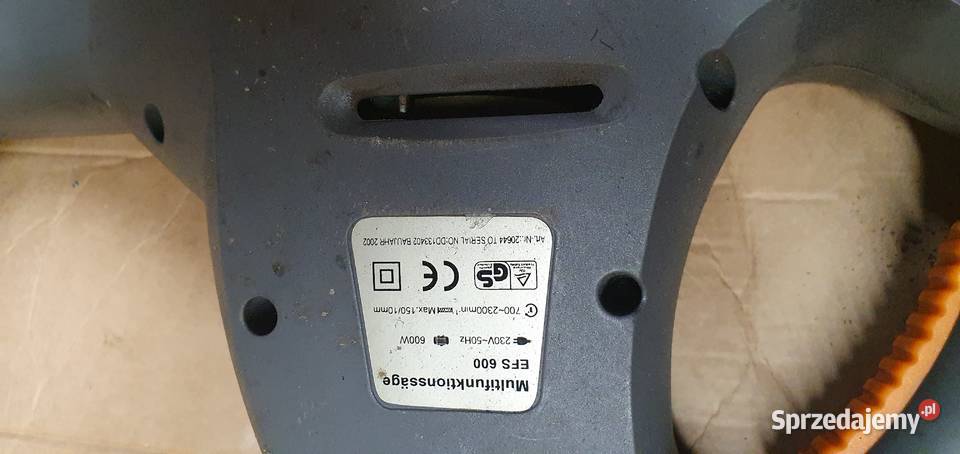 Multifunktionssäge
EFS 600
230V~50Hz 600W
700~2300min⁻¹ Max.150/10mm
GS CE
Art.-Nr.:20644 TO SERIAL NO:DD133402 BAUJAHR 2002
Sprzedajemy.pl